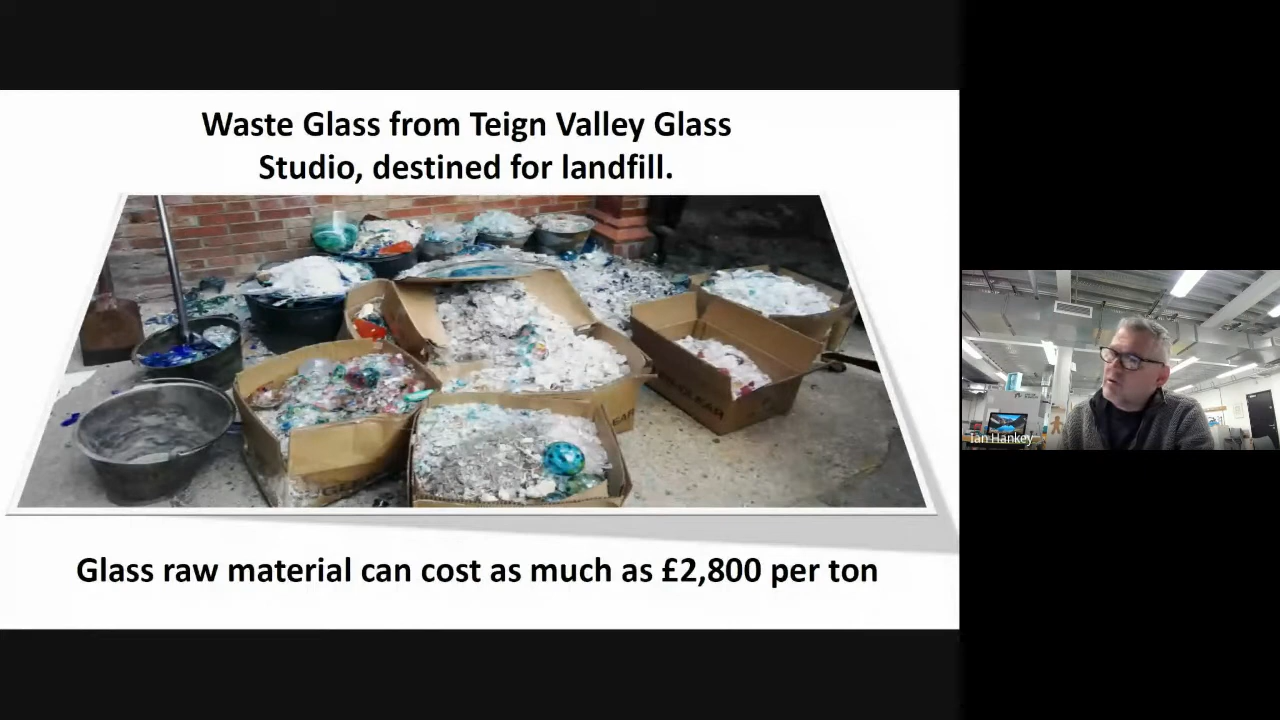 Waste Glass from Teign Valley Glass
Studio, destined for landfill.
Glass raw material can cost as much as £2,800 per ton
Ian Hankey